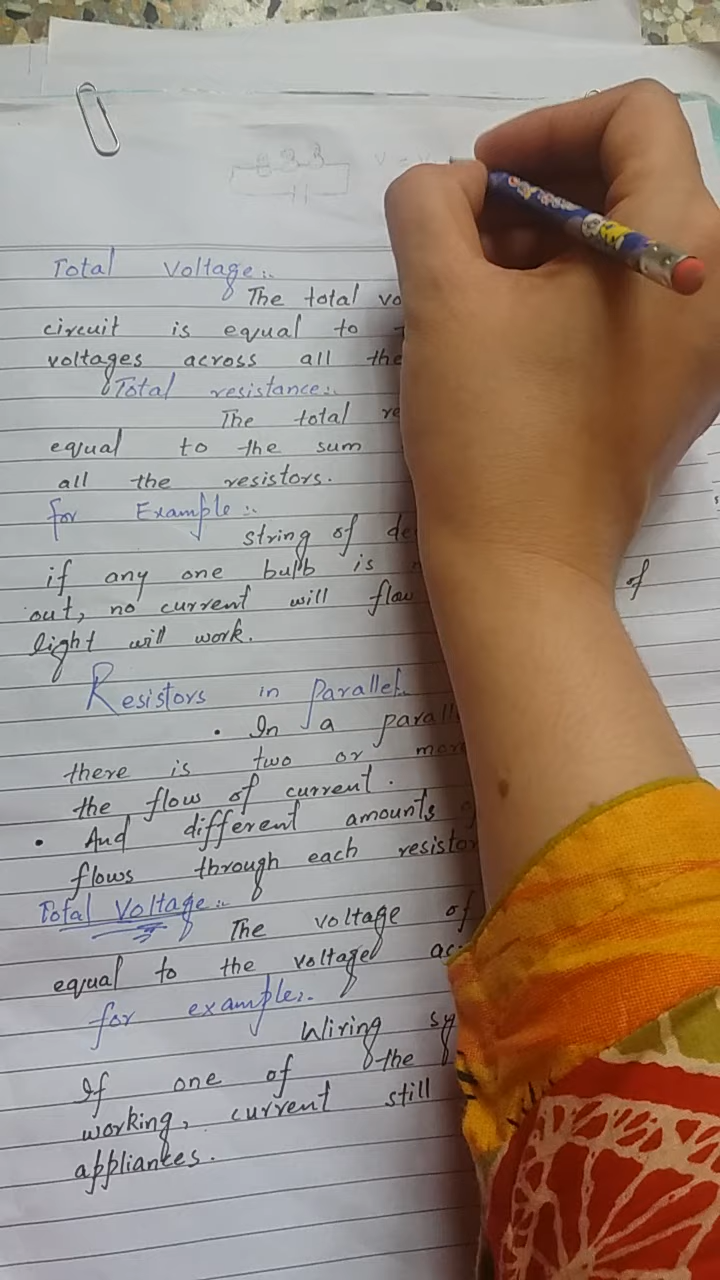 V =
Total Voltage:.
The total vo
circuit is equal to
voltages across all the
Total resistance:.
The total re
equal to the sum
all the resistors.
for Example:.
string of de
if any one bulb is
out, no current will flow of
light will work.
Resistors in parallel.
• In a parall
there is two or more
the flow of current.
• And different amounts
flows through each resistor
Total Voltage:.
The voltage of
equal to the voltage ac
for example:.
Wiring sy
If one of the
working, current still
appliances.